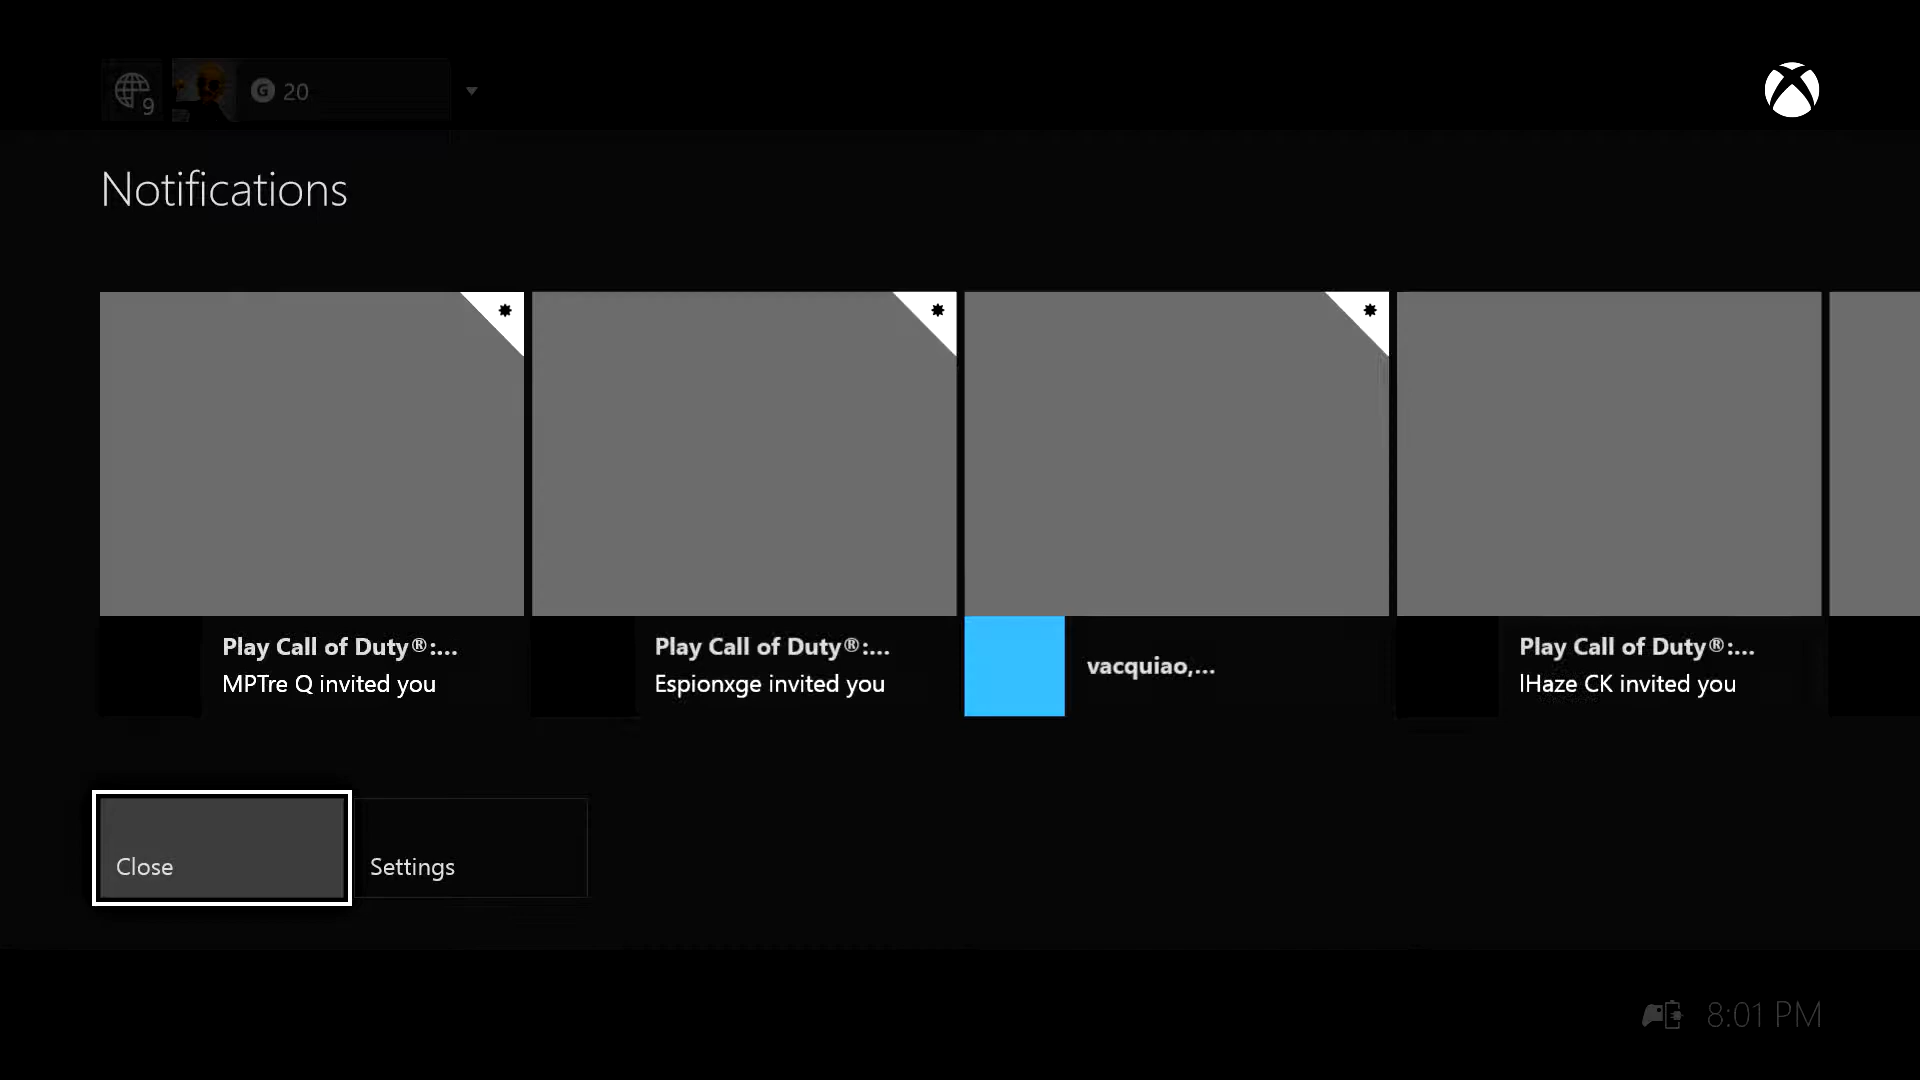 9
G 20
Notifications
Play Call of Duty®:...
MPTre Q invited you
Play Call of Duty®:...
Espionxge invited you
vacquiao,...
Play Call of Duty®:...
lHaze CK invited you
Close
Settings
8:01 PM